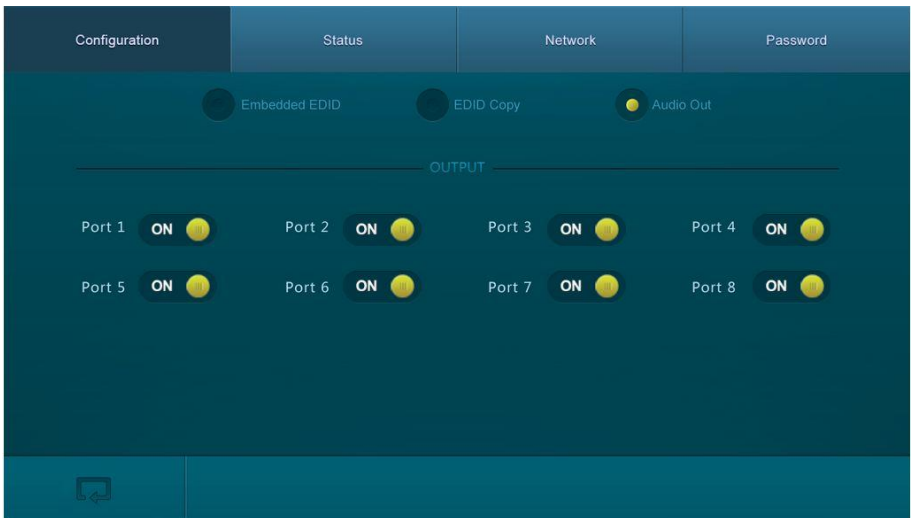 Configuration Status Network Password
Embedded EDID EDID Copy Audio Out
OUTPUT
Port 1 ON Port 2 ON Port 3 ON Port 4 ON
Port 5 ON Port 6 ON Port 7 ON Port 8 ON